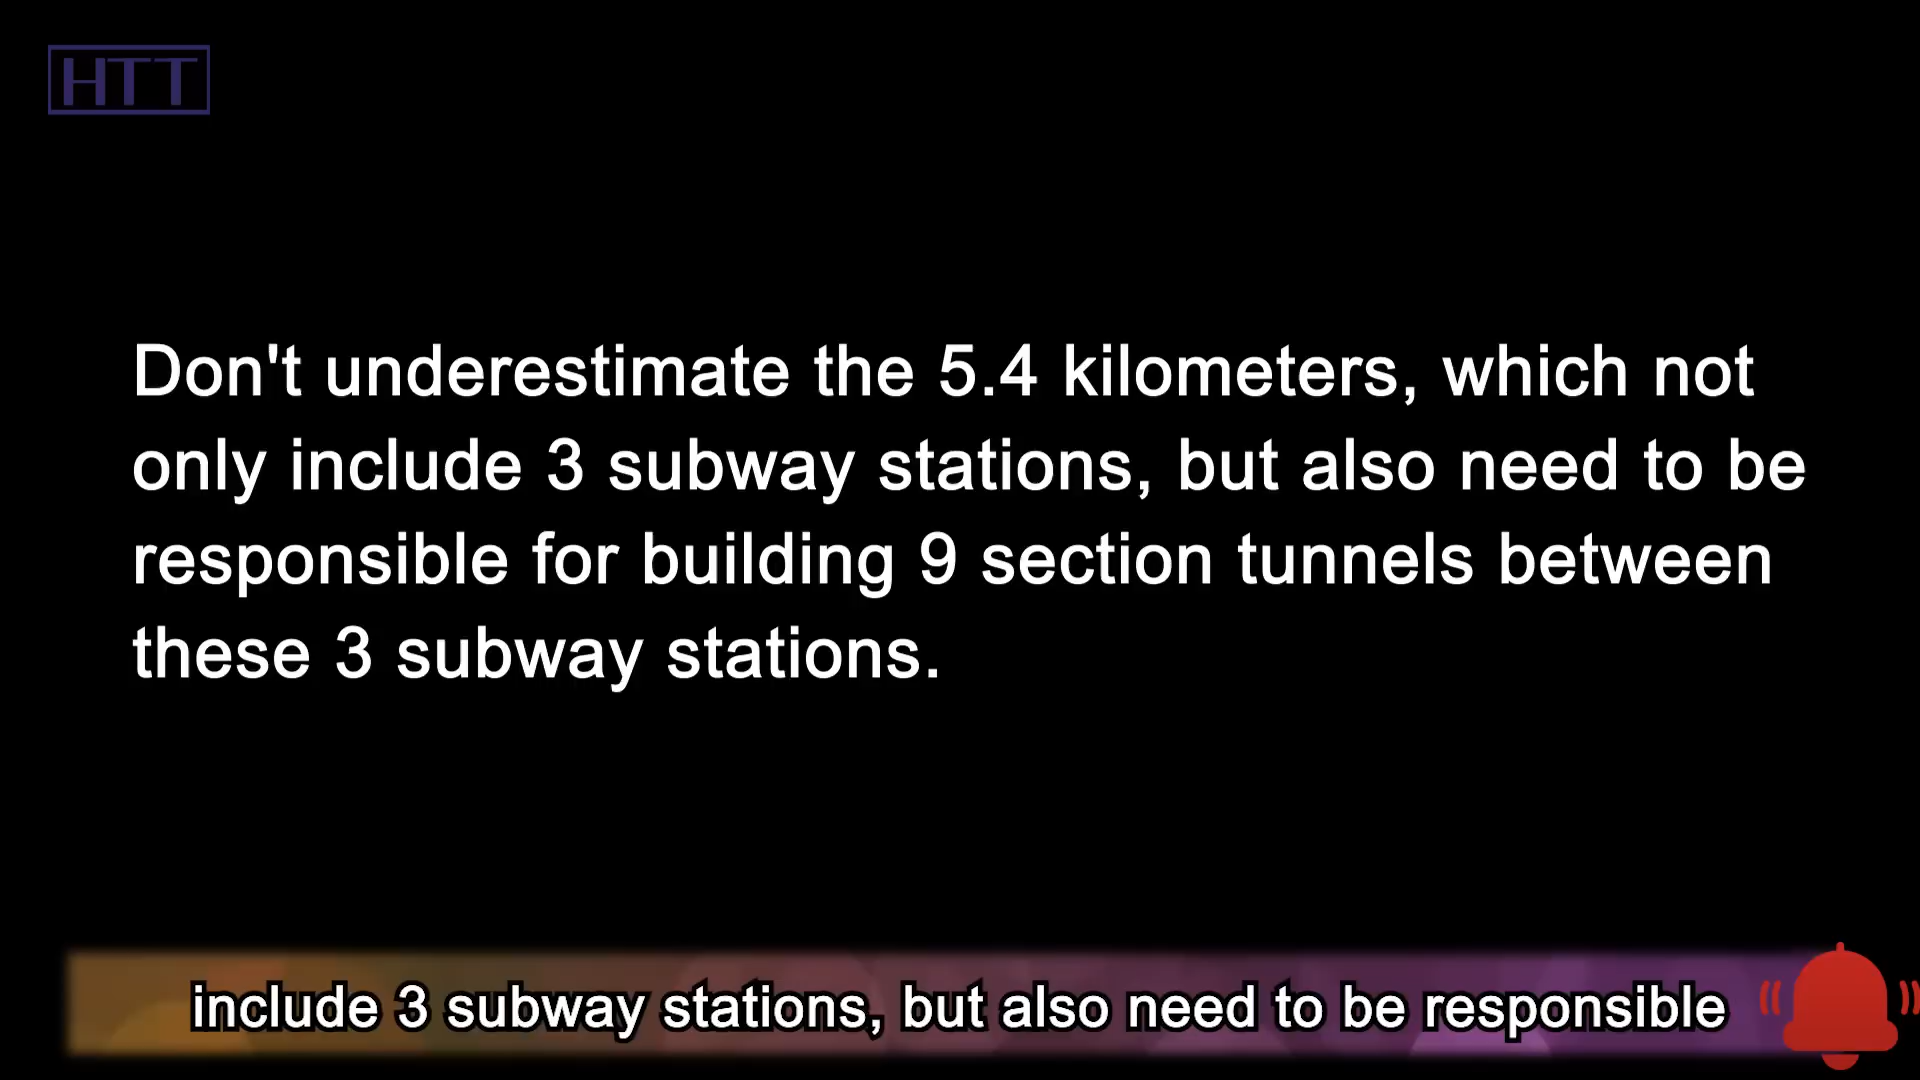 HTT
Don't underestimate the 5.4 kilometers, which not
only include 3 subway stations, but also need to be
responsible for building 9 section tunnels between
these 3 subway stations.
include 3 subway stations, but also need to be responsible